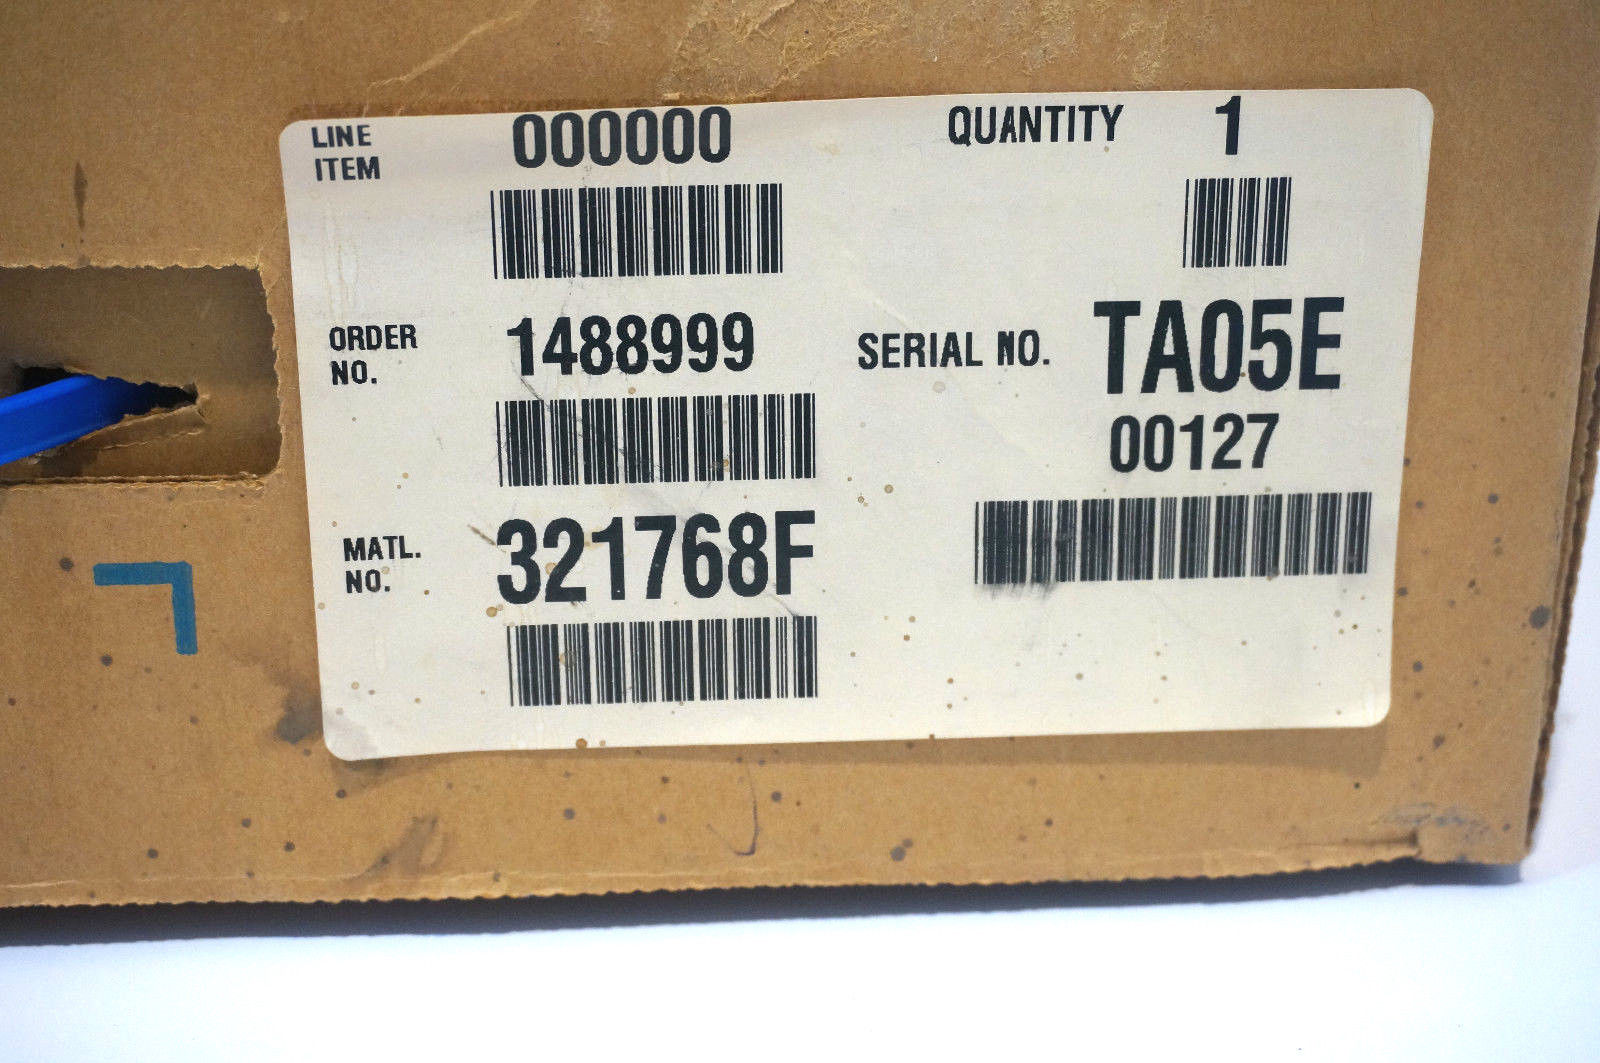 LINE ITEM 000000 QUANTITY 1
ORDER NO. 1488999 SERIAL NO. TA05E
00127
MATL. NO. 321768F